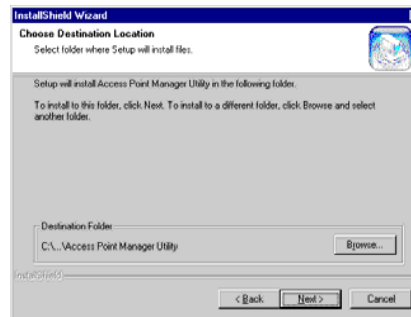 InstallShield Wizard
Choose Destination Location
Select folder where Setup will install files.
Setup will install Access Point Manager Utility in the following folder.
To install to this folder, click Next. To install to a different folder, click Browse and select
another folder.
Destination Folder
C:\...\Access Point Manager Utility
Browse...
InstallShield
< Back
Next >
Cancel